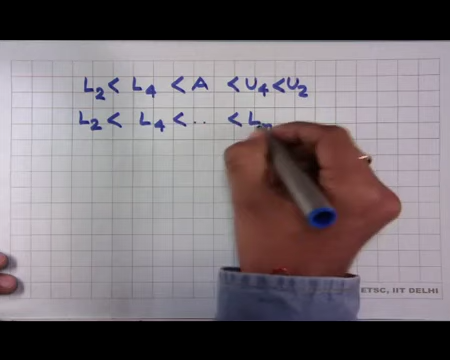 L₂ < L₄ < A < U₄ < U₂
L₂ < L₄ < .. < L
ETSC, IIT DELHI